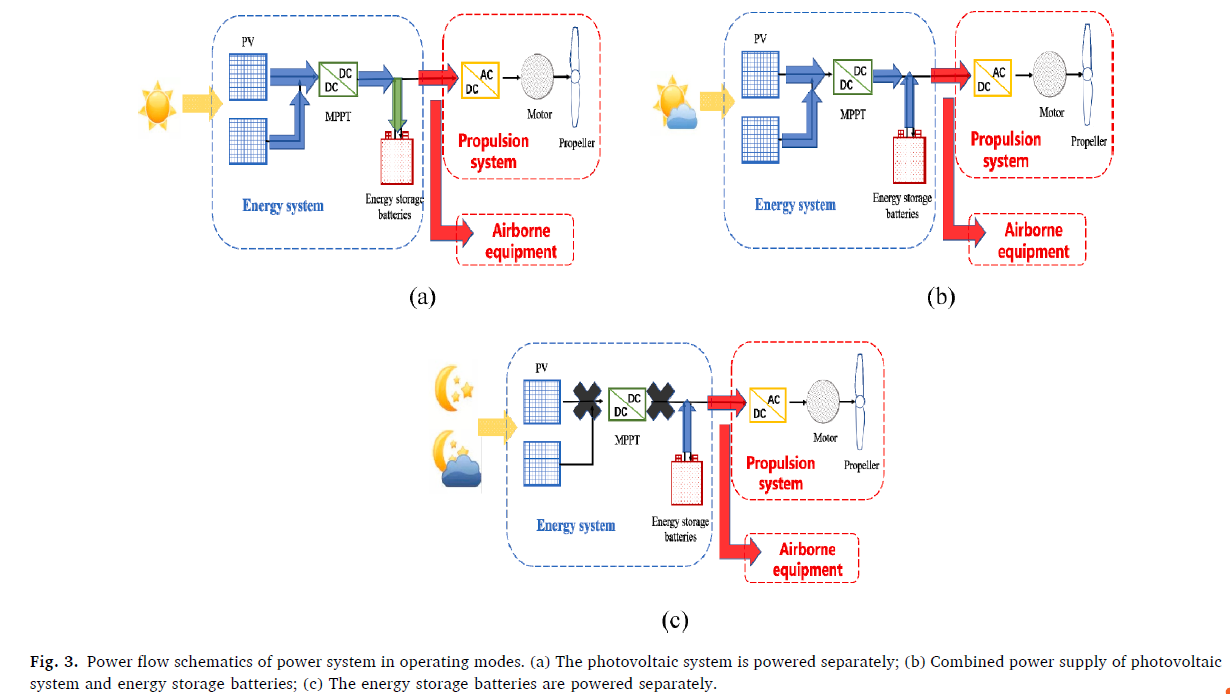 PV
DC
DC
MPPT
Energy storage
batteries
Energy system
AC
DC
Motor
Propeller
Propulsion
system
Airborne
equipment
(a)
PV
DC
DC
MPPT
Energy storage
batteries
Energy system
AC
DC
Motor
Propeller
Propulsion
system
Airborne
equipment
(b)
PV
DC
DC
MPPT
Energy storage
batteries
Energy system
AC
DC
Motor
Propeller
Propulsion
system
Airborne
equipment
(c)
Fig. 3. Power flow schematics of power system in operating modes. (a) The photovoltaic system is powered separately; (b) Combined power supply of photovoltaic
system and energy storage batteries; (c) The energy storage batteries are powered separately.